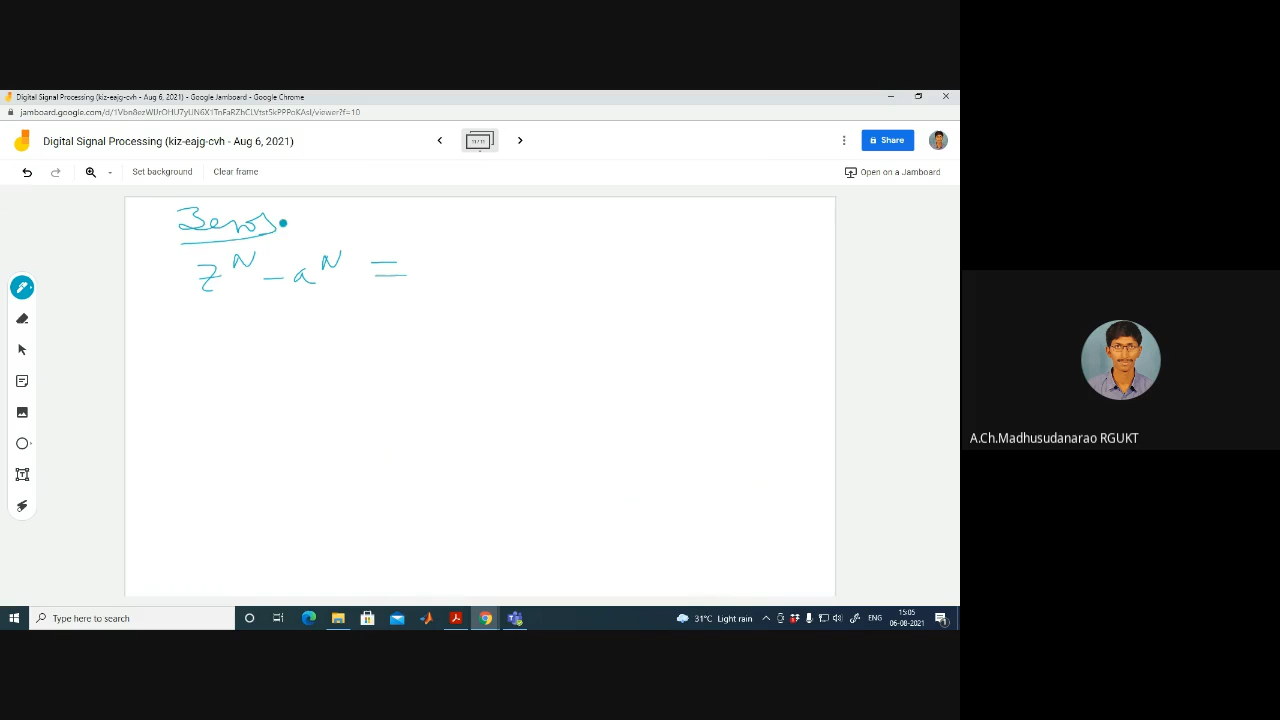 Digital Signal Processing (kiz-eajg-cvh - Aug 6, 2021) - Google Jamboard - Google Chrome
Digital Signal Processing (kiz-eajg-cvh - Aug 6, 2021)
11 / 11
Share
Set background
Clear frame
Open on a Jamboard
Zeros
z^N - a^N =
A.Ch.Madhusudanarao RGUKT
Type here to search
31°C Light rain
ENG
15:05
06-08-2021